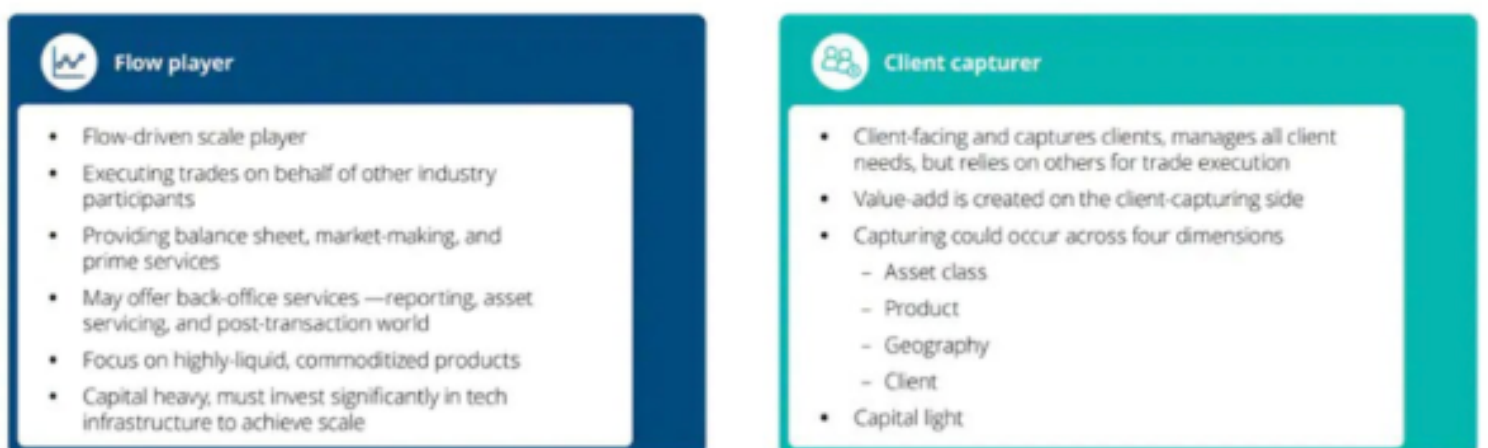 Flow player
• Flow-driven scale player
• Executing trades on behalf of other industry
participants
• Providing balance sheet, market-making, and
prime services
• May offer back-office services —reporting, asset
servicing, and post-transaction world
• Focus on highly-liquid, commoditized products
• Capital heavy, must invest significantly in tech
infrastructure to achieve scale
Client capturer
• Client-facing and captures clients, manages all client
needs, but relies on others for trade execution
• Value-add is created on the client-capturing side
• Capturing could occur across four dimensions
– Asset class
– Product
– Geography
– Client
• Capital light